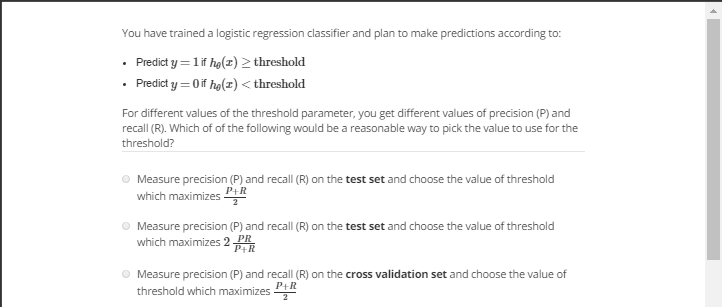 You have trained a logistic regression classifier and plan to make predictions according to:
• Predict y = 1 if hθ(x) ≥ threshold
• Predict y = 0 if hθ(x) < threshold
For different values of the threshold parameter, you get different values of precision (P) and
recall (R). Which of of the following would be a reasonable way to pick the value to use for the
threshold?
Measure precision (P) and recall (R) on the test set and choose the value of threshold
which maximizes P+R/2
Measure precision (P) and recall (R) on the test set and choose the value of threshold
which maximizes 2 PR/P+R
Measure precision (P) and recall (R) on the cross validation set and choose the value of
threshold which maximizes P+R/2